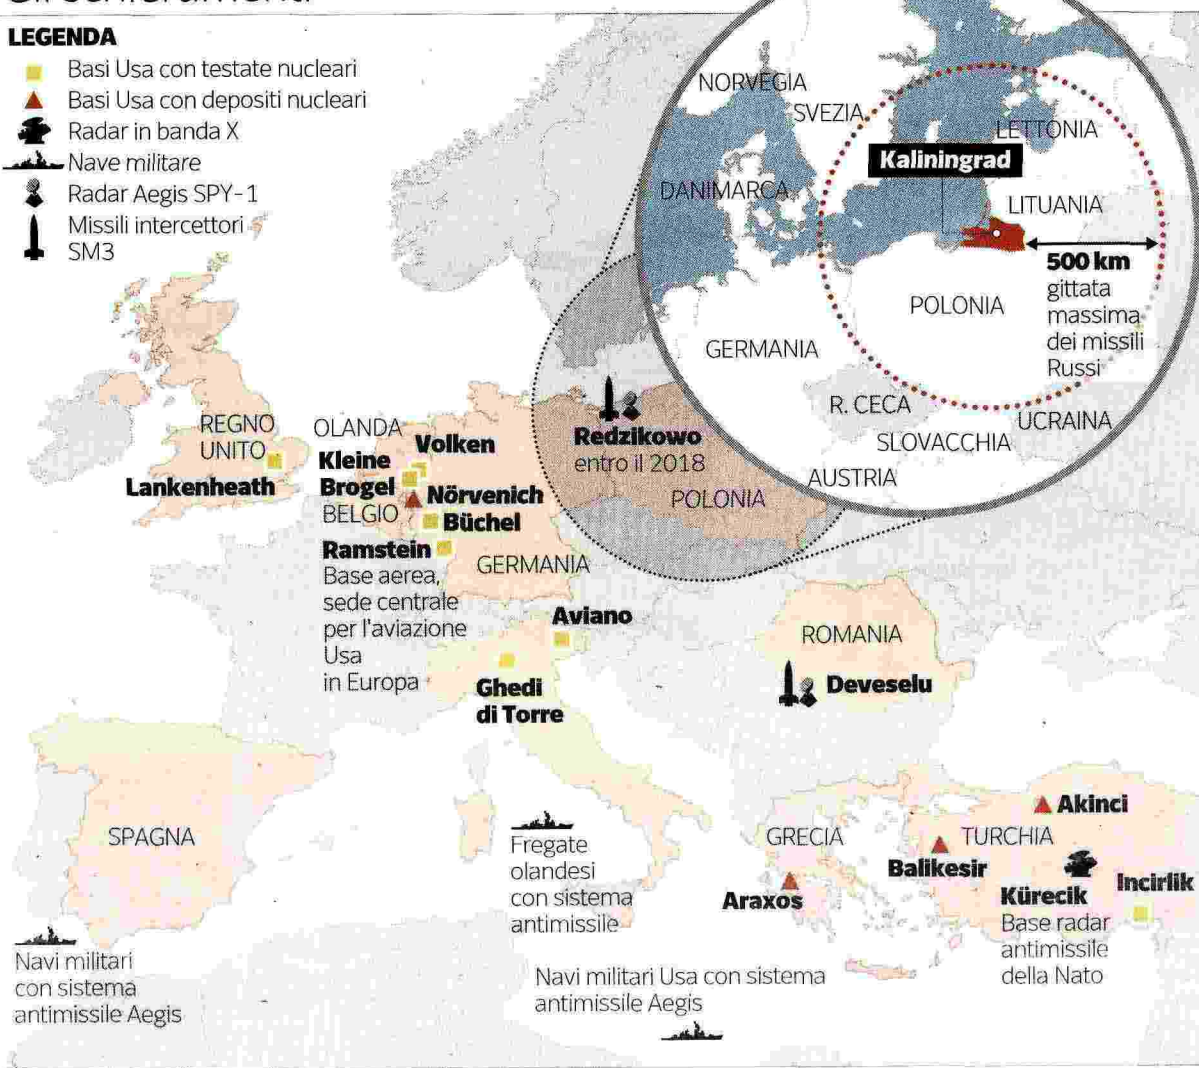 LEGENDA
Basi Usa con testate nucleari
Basi Usa con depositi nucleari
Radar in banda X
Nave militare
Radar Aegis SPY-1
Missili intercettori
SM3
NORVEGIA
SVEZIA
LETTONIA
Kaliningrad
DANIMARCA
LITUANIA
500 km
gittata
massima
dei missili
Russi
POLONIA
GERMANIA
R. CECA
UCRAINA
SLOVACCHIA
AUSTRIA
REGNO
UNITO
Lankenheath
OLANDA
Volken
Kleine
Brogel
BELGIO
Nörvenich
Büchel
Ramstein
Base aerea,
sede centrale
per l'aviazione
Usa
in Europa
GERMANIA
Redzikowo
entro il 2018
POLONIA
Aviano
Ghedi
di Torre
ROMANIA
Deveselu
SPAGNA
Fregate
olandesi
con sistema
antimissile
GRECIA
Araxos
TURCHIA
Akinci
Balikesir
Kürecik
Base radar
antimissile
della Nato
Incirlik
Navi militari
con sistema
antimissile Aegis
Navi militari Usa con sistema
antimissile Aegis